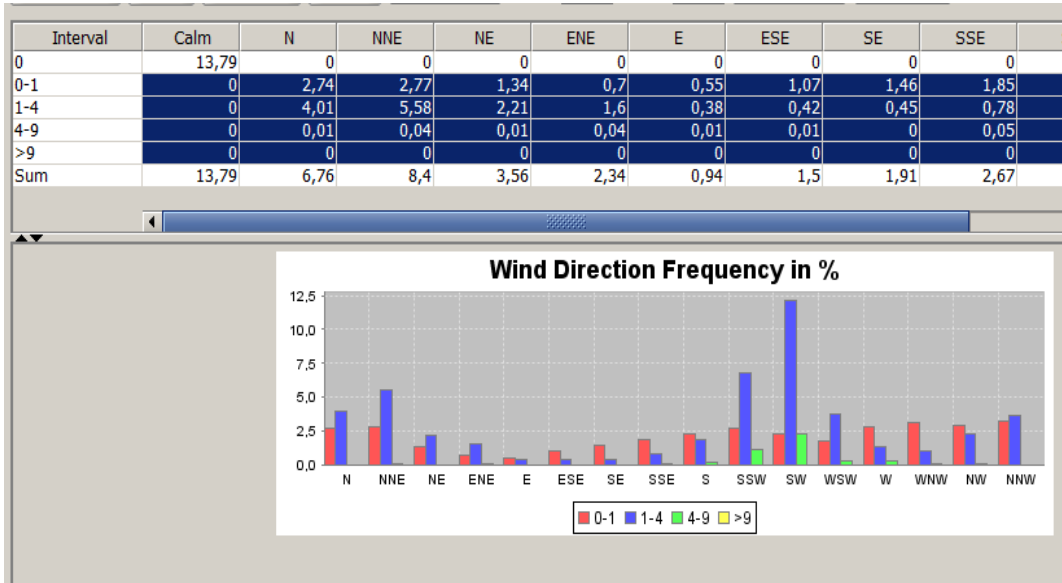 Interval Calm N NNE NE ENE E ESE SE SSE
0 13,79 0 0 0 0 0 0 0 0
0-1 0 2,74 2,77 1,34 0,7 0,55 1,07 1,46 1,85
1-4 0 4,01 5,58 2,21 1,6 0,38 0,42 0,45 0,78
4-9 0 0,01 0,04 0,01 0,04 0,01 0,01 0 0,05
>9 0 0 0 0 0 0 0 0 0
Sum 13,79 6,76 8,4 3,56 2,34 0,94 1,5 1,91 2,67
Wind Direction Frequency in %
12,5
10,0
7,5
5,0
2,5
0,0
N NNE NE ENE E ESE SE SSE S SSW SW WSW W WNW NW NNW
0-1 1-4 4-9 >9